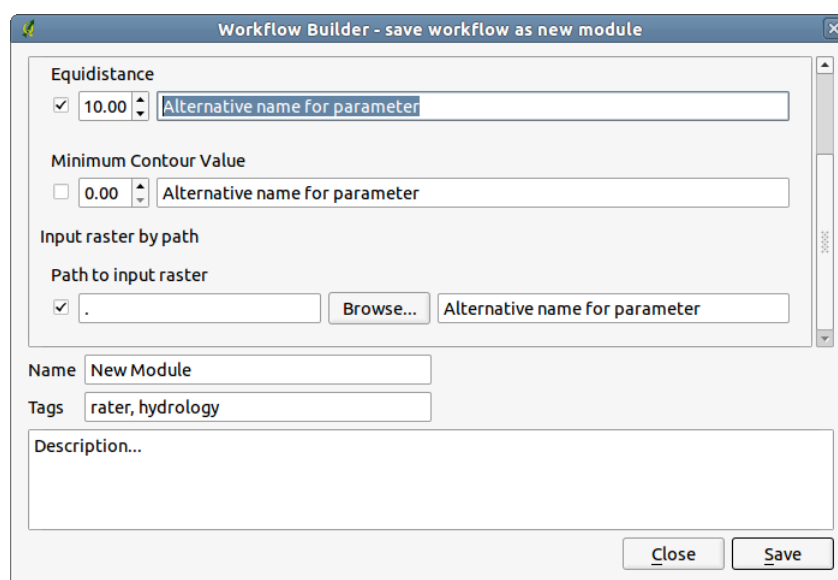 Workflow Builder - save workflow as new module
Equidistance
10.00 Alternative name for parameter
Minimum Contour Value
0.00 Alternative name for parameter
Input raster by path
Path to input raster
. Browse... Alternative name for parameter
Name New Module
Tags rater, hydrology
Description...
Close Save